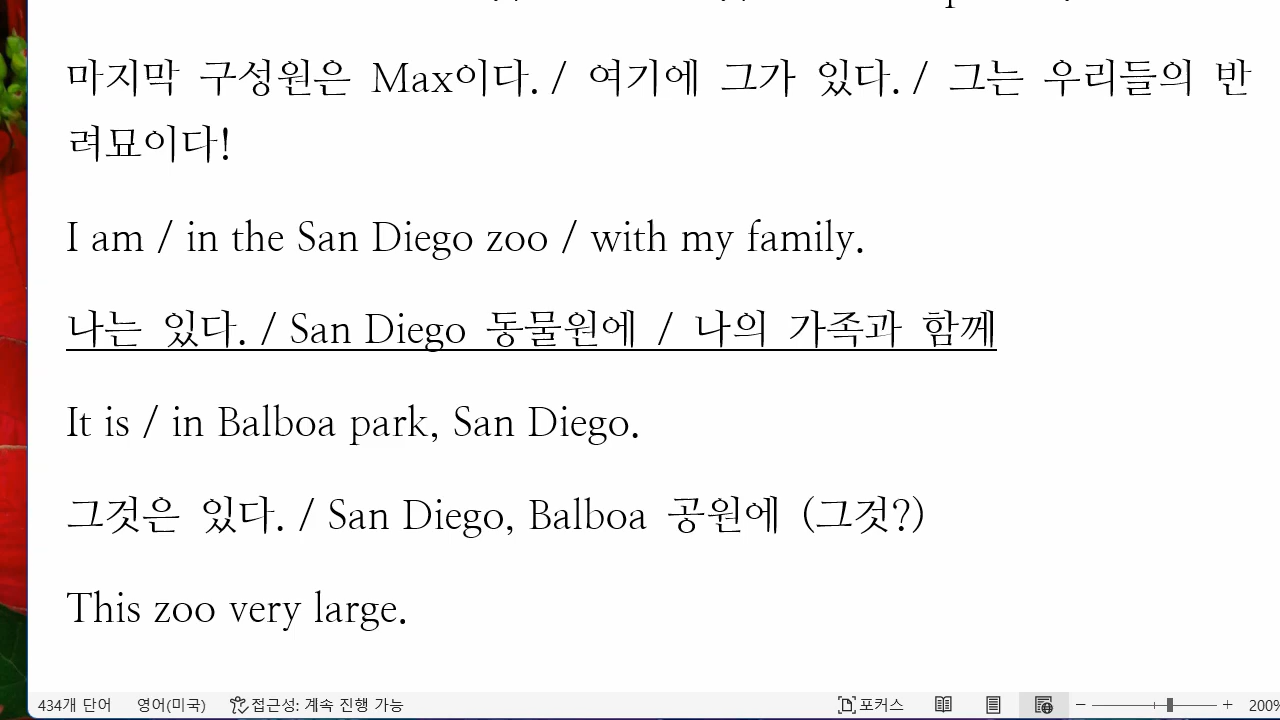 마지막 구성원은 Max이다. / 여기에 그가 있다. / 그는 우리들의 반
려묘이다!
I am / in the San Diego zoo / with my family.
나는 있다. / San Diego 동물원에 / 나의 가족과 함께
It is / in Balboa park, San Diego.
그것은 있다. / San Diego, Balboa 공원에 (그것?)
This zoo very large.
434개 단어 영어(미국) 접근성: 계속 진행 가능 포커스 200%